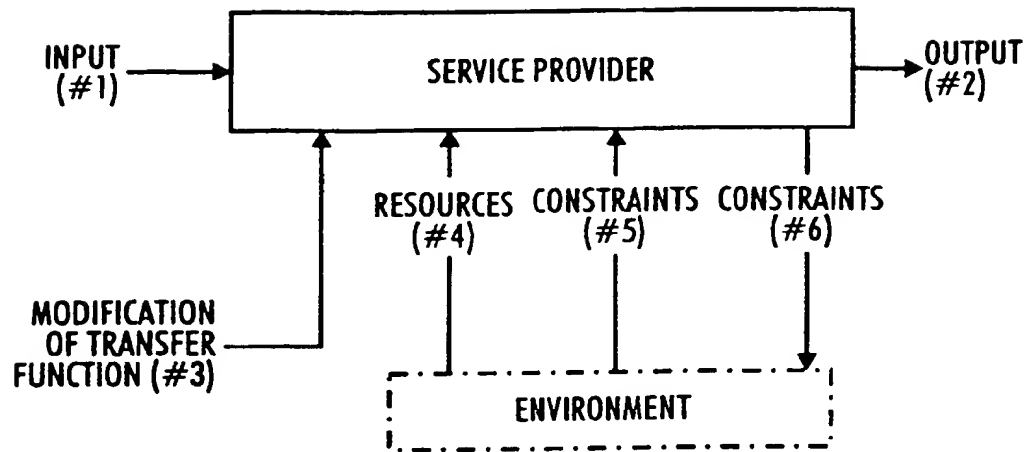 INPUT
(#1)
SERVICE PROVIDER
OUTPUT
(#2)
RESOURCES
(#4)
CONSTRAINTS
(#5)
CONSTRAINTS
(#6)
MODIFICATION
OF TRANSFER
FUNCTION (#3)
ENVIRONMENT